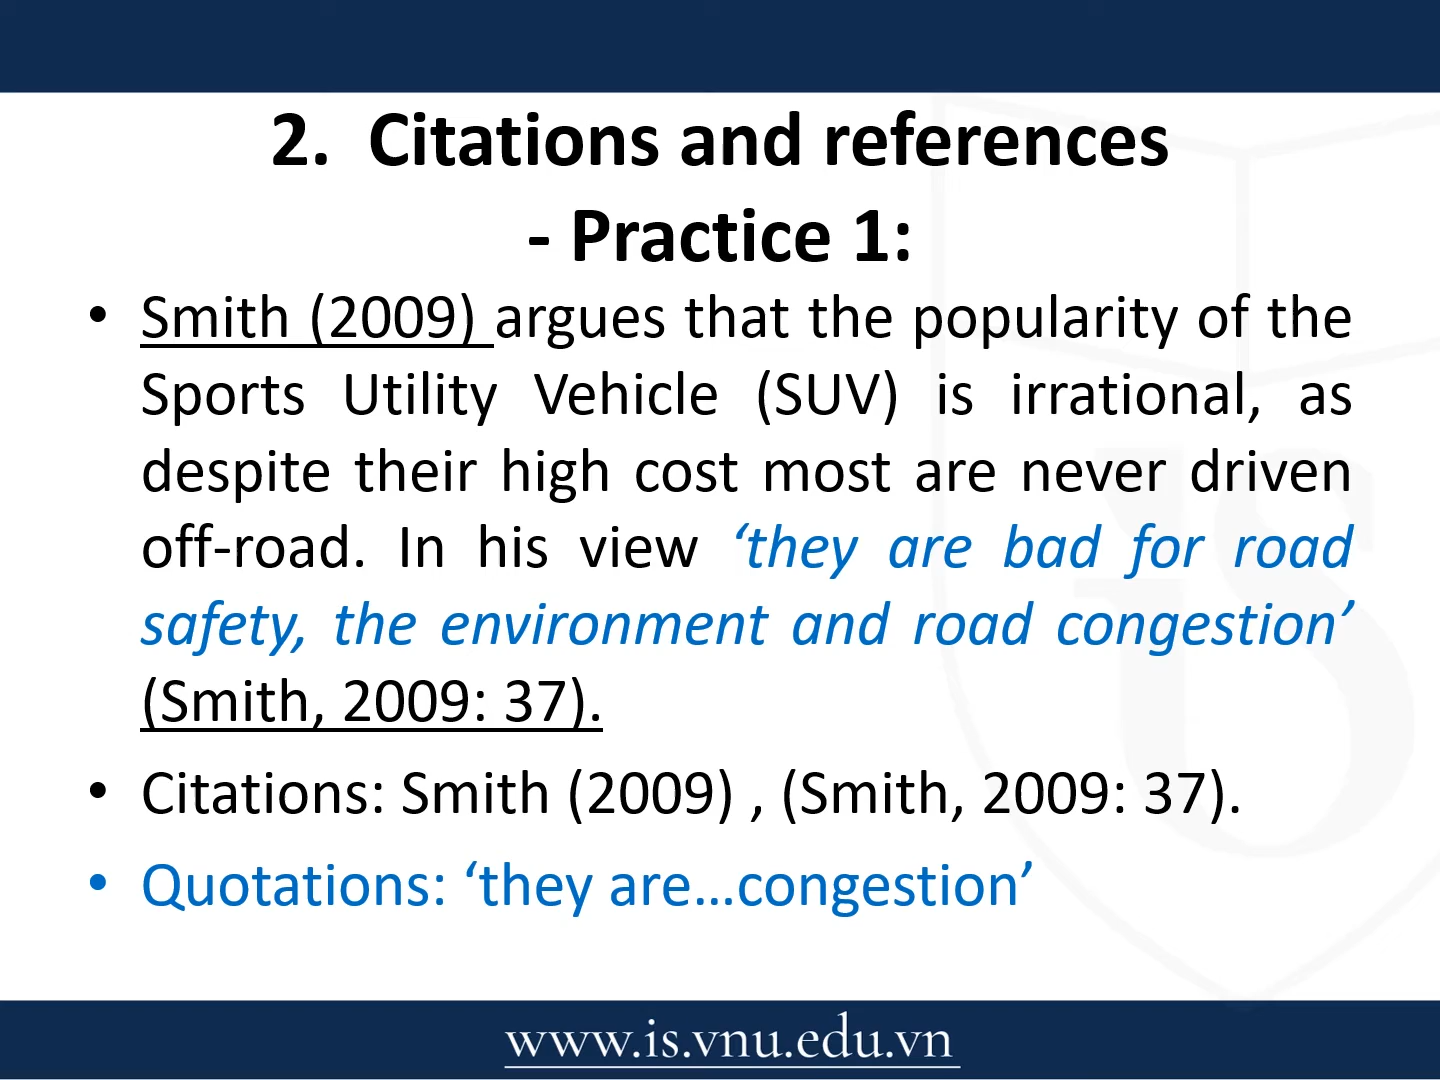 2. Citations and references
- Practice 1:
• Smith (2009) argues that the popularity of the
Sports Utility Vehicle (SUV) is irrational, as
despite their high cost most are never driven
off-road. In his view ‘they are bad for road
safety, the environment and road congestion’
(Smith, 2009: 37).
• Citations: Smith (2009) , (Smith, 2009: 37).
• Quotations: ‘they are…congestion’
www.is.vnu.edu.vn